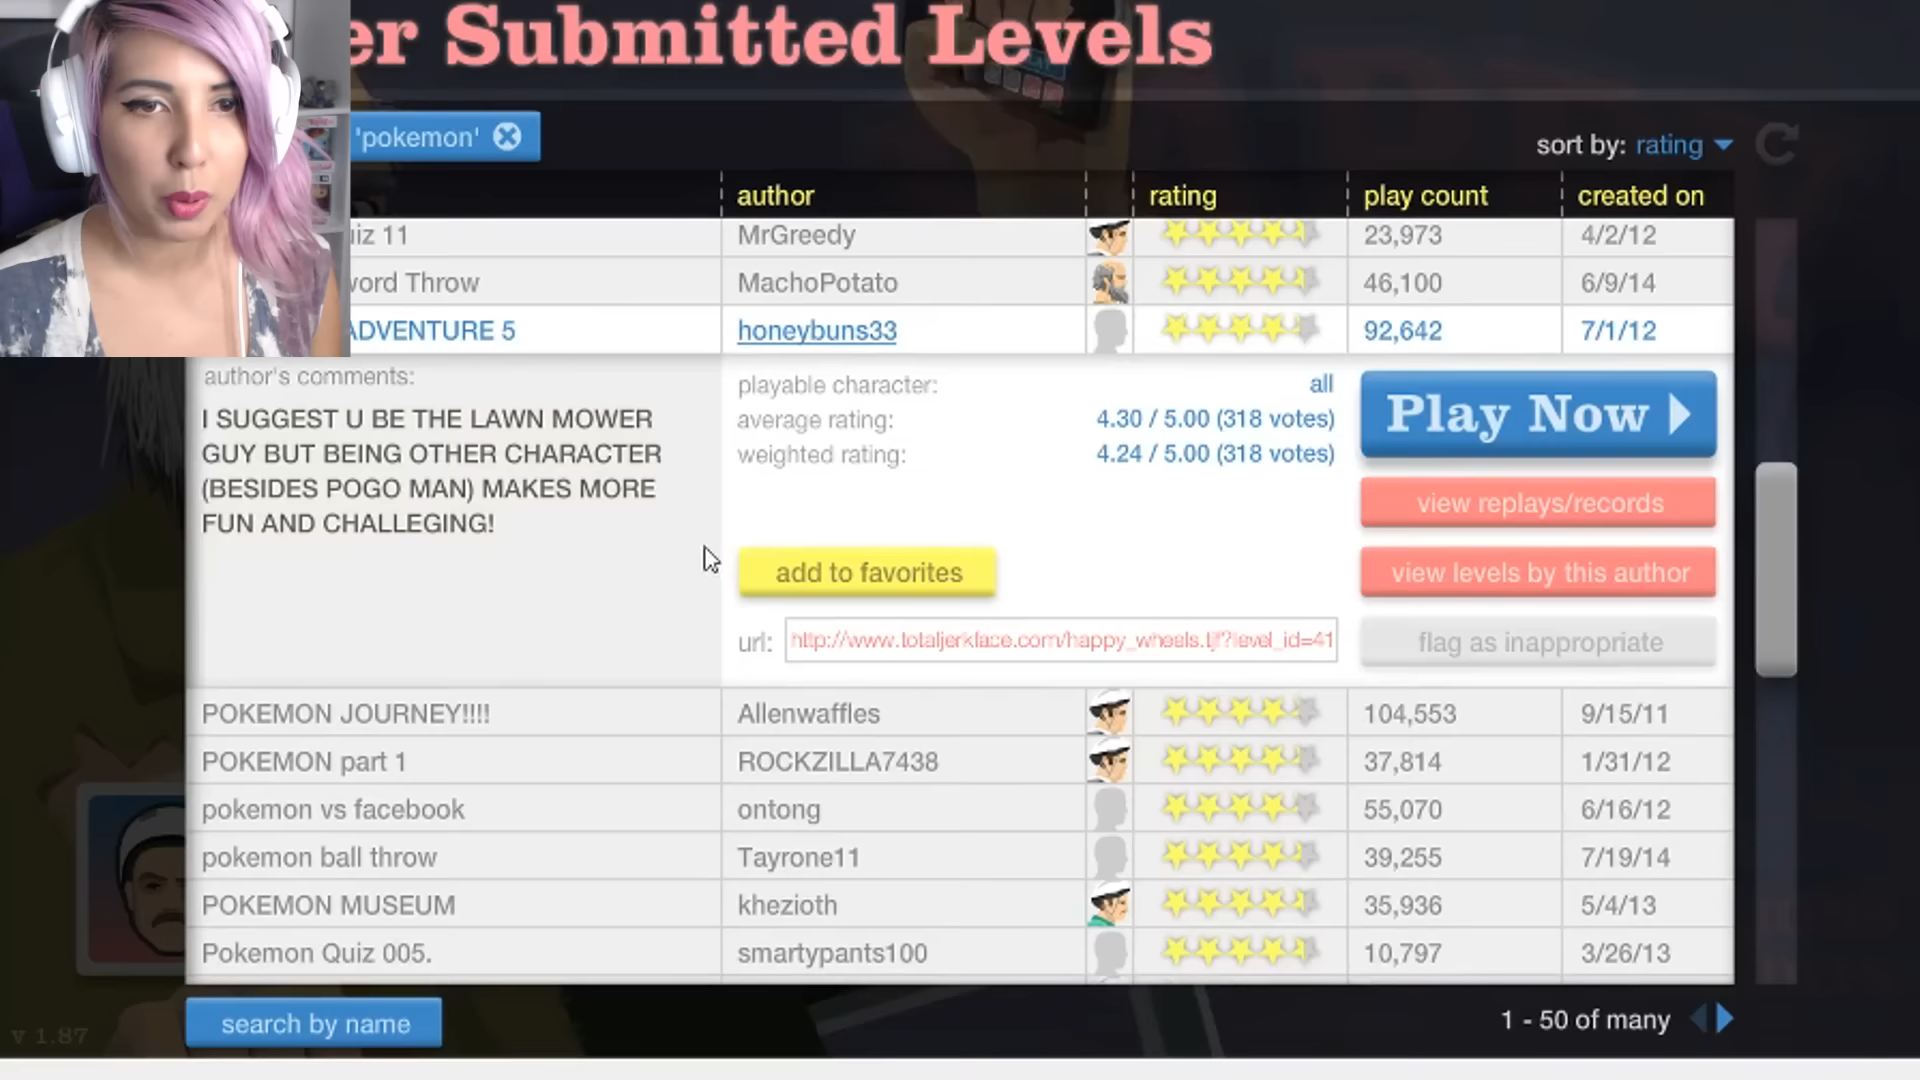 er Submitted Levels
'pokemon'
sort by: rating
author rating play count created on
iz 11 MrGreedy 23,973 4/2/12
word Throw MachoPotato 46,100 6/9/14
ADVENTURE 5 honeybuns33 92,642 7/1/12
author's comments:
I SUGGEST U BE THE LAWN MOWER
GUY BUT BEING OTHER CHARACTER
(BESIDES POGO MAN) MAKES MORE
FUN AND CHALLEGING!
playable character: all
average rating: 4.30 / 5.00 (318 votes)
weighted rating: 4.24 / 5.00 (318 votes)
add to favorites
url: http://www.totaljerkface.com/happy_wheels.tjf?level_id=41
Play Now
view replays/records
view levels by this author
flag as inappropriate
POKEMON JOURNEY!!!! Allenwaffles 104,553 9/15/11
POKEMON part 1 ROCKZILLA7438 37,814 1/31/12
pokemon vs facebook ontong 55,070 6/16/12
pokemon ball throw Tayrone11 39,255 7/19/14
POKEMON MUSEUM khezioth 35,936 5/4/13
Pokemon Quiz 005. smartypants100 10,797 3/26/13
search by name
1 - 50 of many
v 1.87